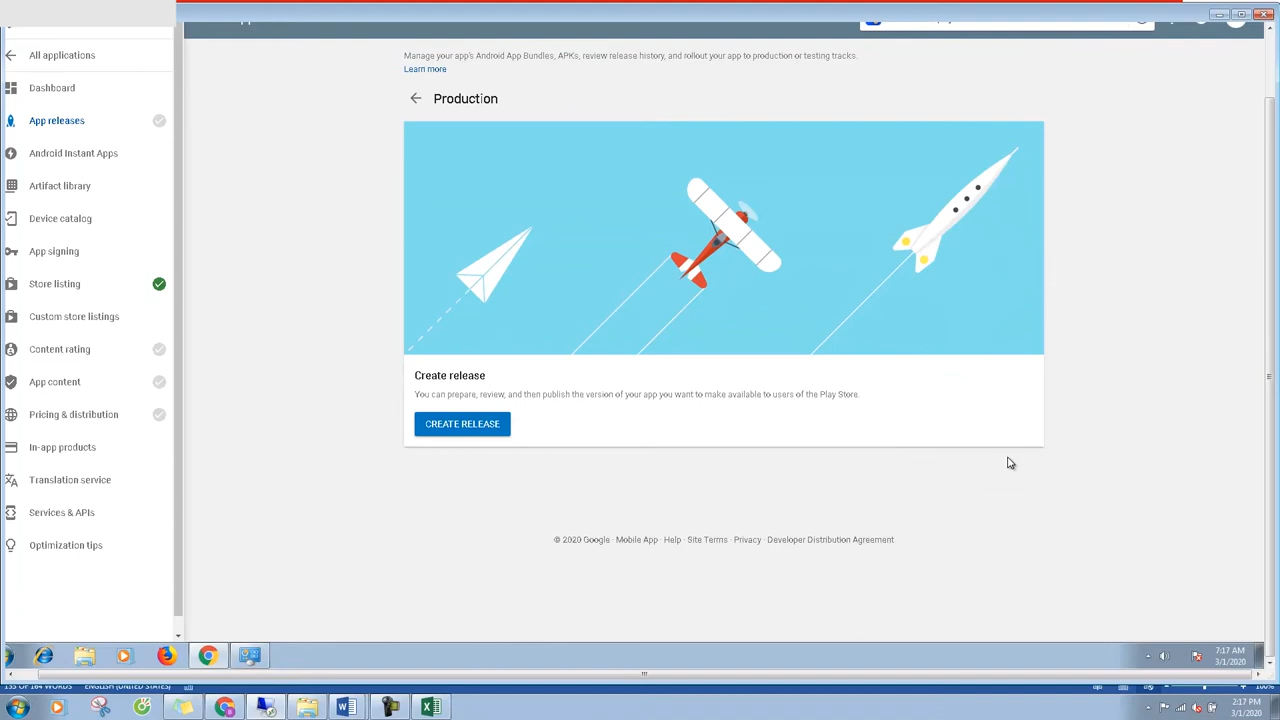 All applications
Dashboard
App releases
Android Instant Apps
Artifact library
Device catalog
App signing
Store listing
Custom store listings
Content rating
App content
Pricing & distribution
In-app products
Translation service
Services & APIs
Optimization tips
Manage your app's Android App Bundles, APKs, review release history, and rollout your app to production or testing tracks.
Learn more
Production
Create release
You can prepare, review, and then publish the version of your app you want to make available to users of the Play Store.
CREATE RELEASE
© 2020 Google · Mobile App · Help · Site Terms · Privacy · Developer Distribution Agreement
7:17 AM
3/1/2020
155 OF 164 WORDS ENGLISH (UNITED STATES)
100%
2:17 PM
3/1/2020